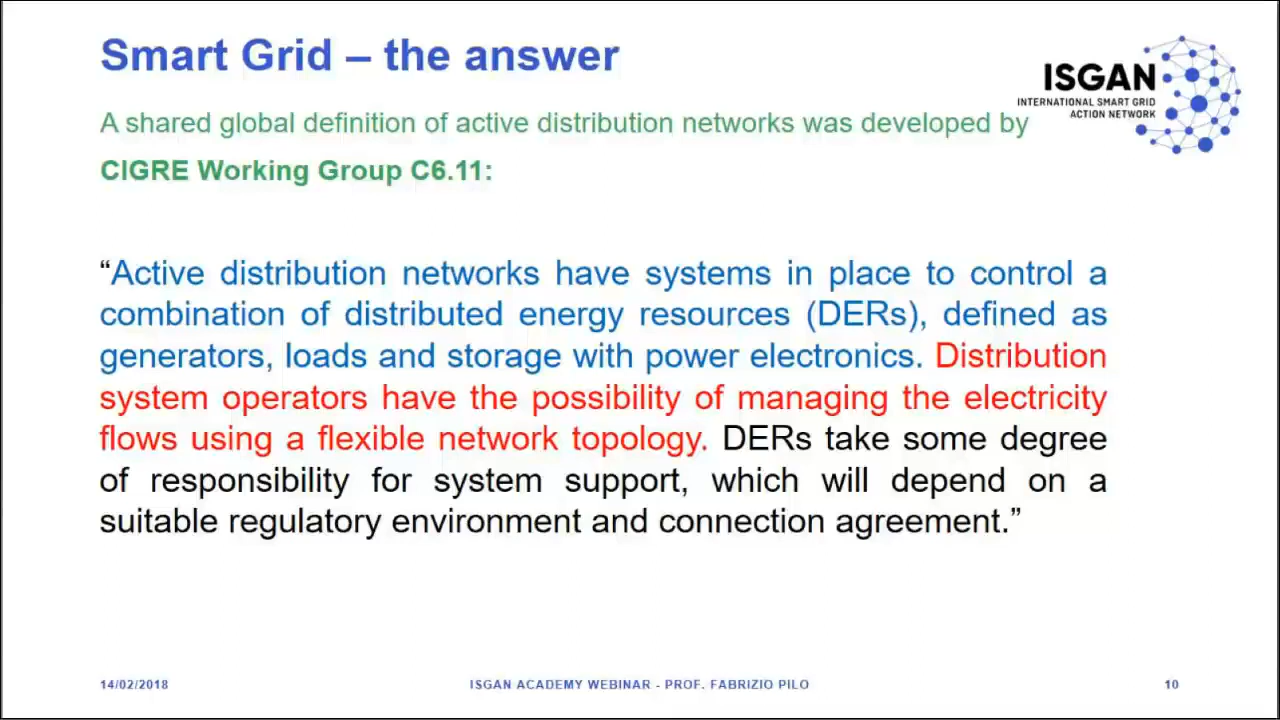 Smart Grid – the answer
ISGAN
INTERNATIONAL SMART GRID
ACTION NETWORK
A shared global definition of active distribution networks was developed by
CIGRE Working Group C6.11:
“Active distribution networks have systems in place to control a
combination of distributed energy resources (DERs), defined as
generators, loads and storage with power electronics. Distribution
system operators have the possibility of managing the electricity
flows using a flexible network topology. DERs take some degree
of responsibility for system support, which will depend on a
suitable regulatory environment and connection agreement.”
14/02/2018
ISGAN ACADEMY WEBINAR - PROF. FABRIZIO PILO
10